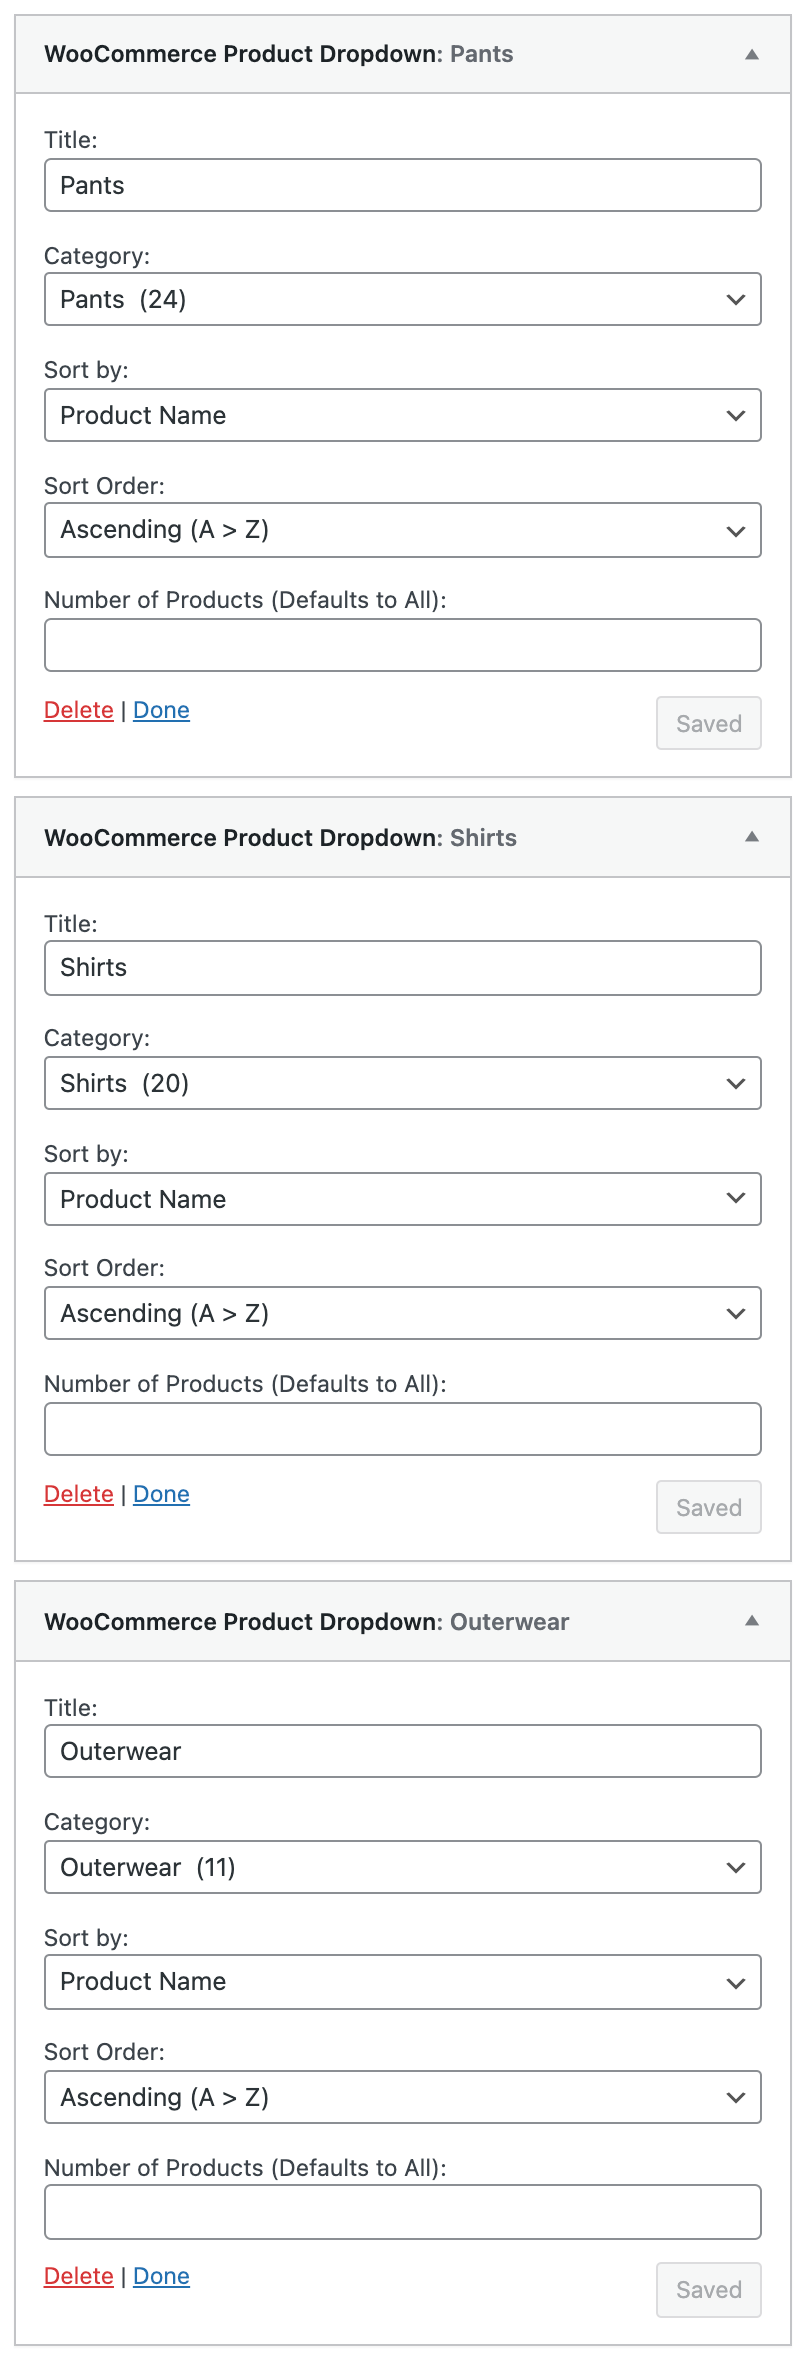 WooCommerce Product Dropdown: Pants
Title:
Pants
Category:
Pants  (24)
Sort by:
Product Name
Sort Order:
Ascending (A > Z)
Number of Products (Defaults to All):
Delete | Done
Saved
WooCommerce Product Dropdown: Shirts
Title:
Shirts
Category:
Shirts  (20)
Sort by:
Product Name
Sort Order:
Ascending (A > Z)
Number of Products (Defaults to All):
Delete | Done
Saved
WooCommerce Product Dropdown: Outerwear
Title:
Outerwear
Category:
Outerwear  (11)
Sort by:
Product Name
Sort Order:
Ascending (A > Z)
Number of Products (Defaults to All):
Delete | Done
Saved